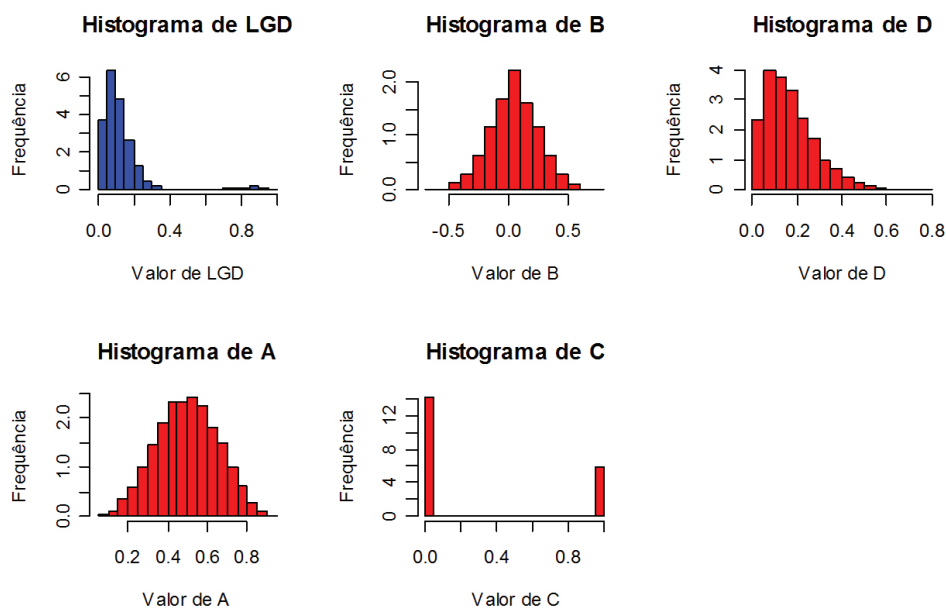 Histograma de LGD
Frequência
0 2 4 6
0.0 0.4 0.8
Valor de LGD
Histograma de B
Frequência
0.0 1.0 2.0
-0.5 0.0 0.5
Valor de B
Histograma de D
Frequência
0 1 2 3 4
0.0 0.2 0.4 0.6 0.8
Valor de D
Histograma de A
Frequência
0.0 1.0 2.0
0.2 0.4 0.6 0.8
Valor de A
Histograma de C
Frequência
0 4 8 12
0.0 0.4 0.8
Valor de C